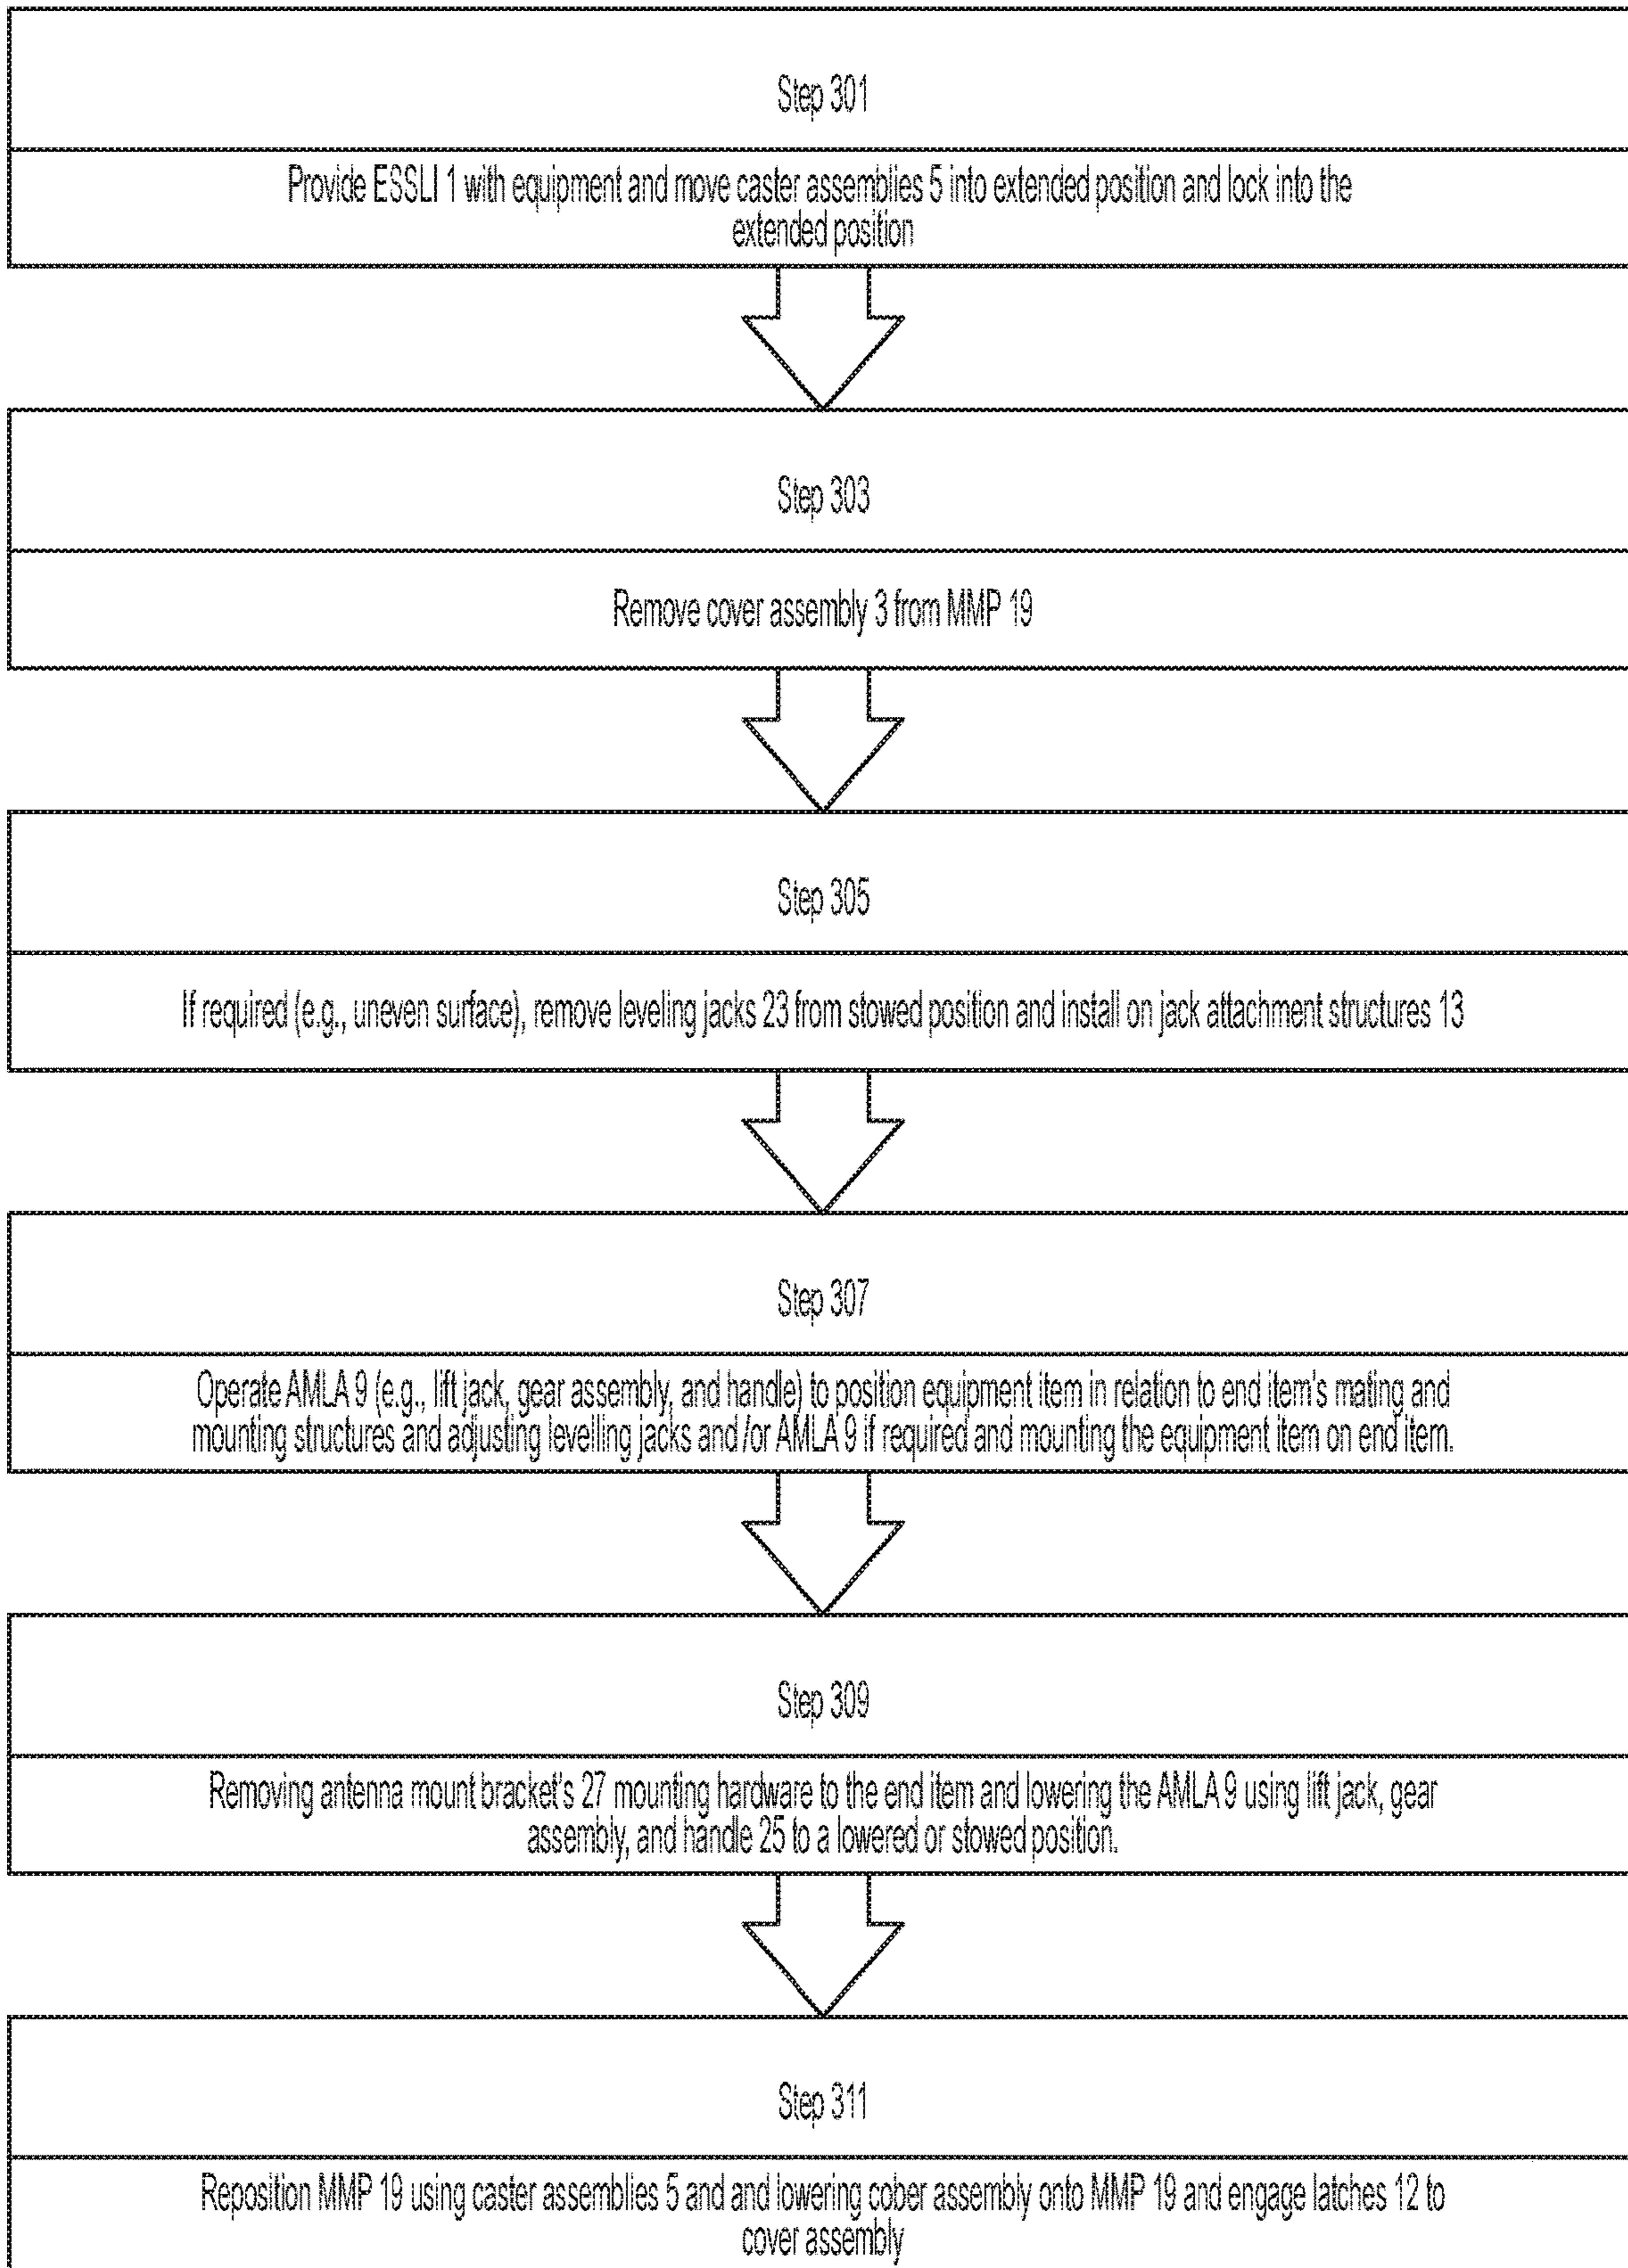 Step 301
Provide ESSLI 1 with equipment and move caster assemblies 5 into extended position and lock into the
extended position
Step 303
Remove cover assembly 3 from MMP 19
Step 305
If required (e.g., uneven surface), remove leveling jacks 23 from stowed position and install on jack attachment structures 13
Step 307
Operate AMLA 9 (e.g., lift jack, gear assembly, and handle) to position equipment item in relation to end item's mating and
mounting structures and adjusting levelling jacks and /or AMLA 9 if required and mounting the equipment item on end item.
Step 309
Removing antenna mount bracket's 27 mounting hardware to the end item and lowering the AMLA 9 using lift jack, gear
assembly, and handle 25 to a lowered or stowed position.
Step 311
Reposition MMP 19 using caster assemblies 5 and and lowering cober assembly onto MMP 19 and engage latches 12 to
cover assembly